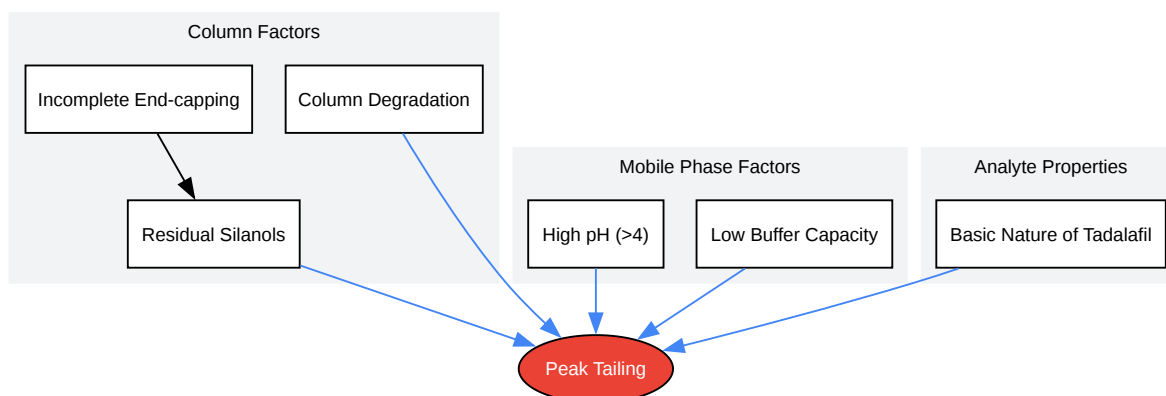 Column Factors
Incomplete End-capping
Column Degradation
Residual Silanols
Mobile Phase Factors
High pH (>4)
Low Buffer Capacity
Analyte Properties
Basic Nature of Tadalafil
Peak Tailing